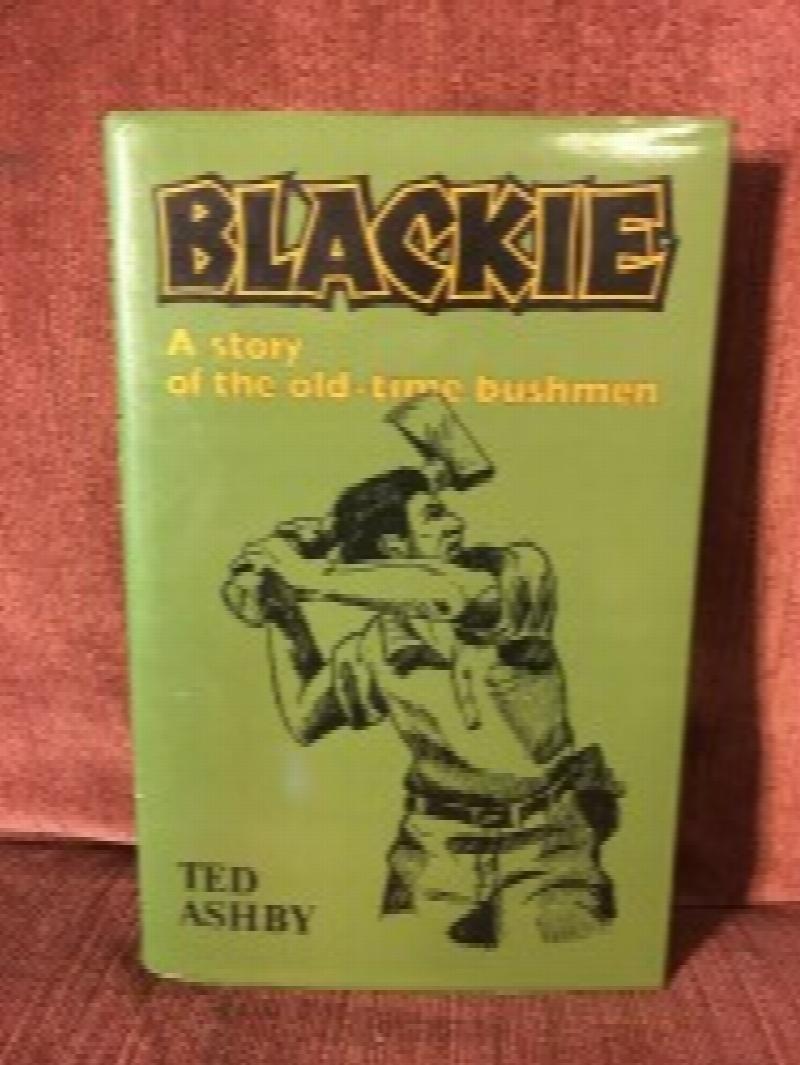 BLACKIE
A story
of the old-time bushmen
TED
ASHBY